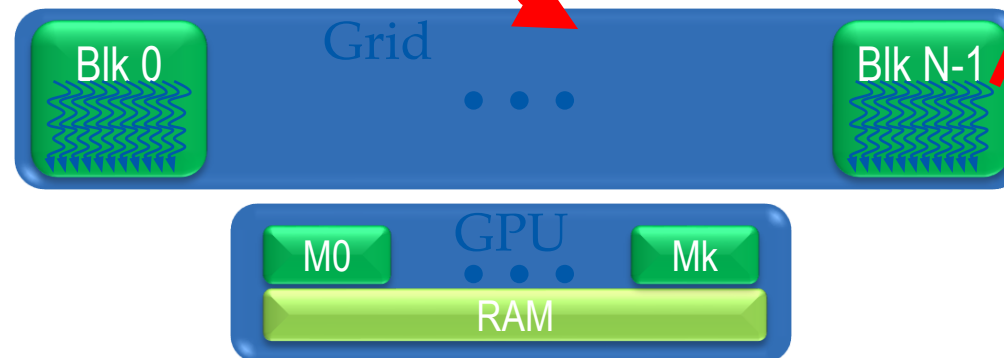 Grid
Blk 0
Blk N-1
• • •
GPU
M0
Mk
• • •
RAM